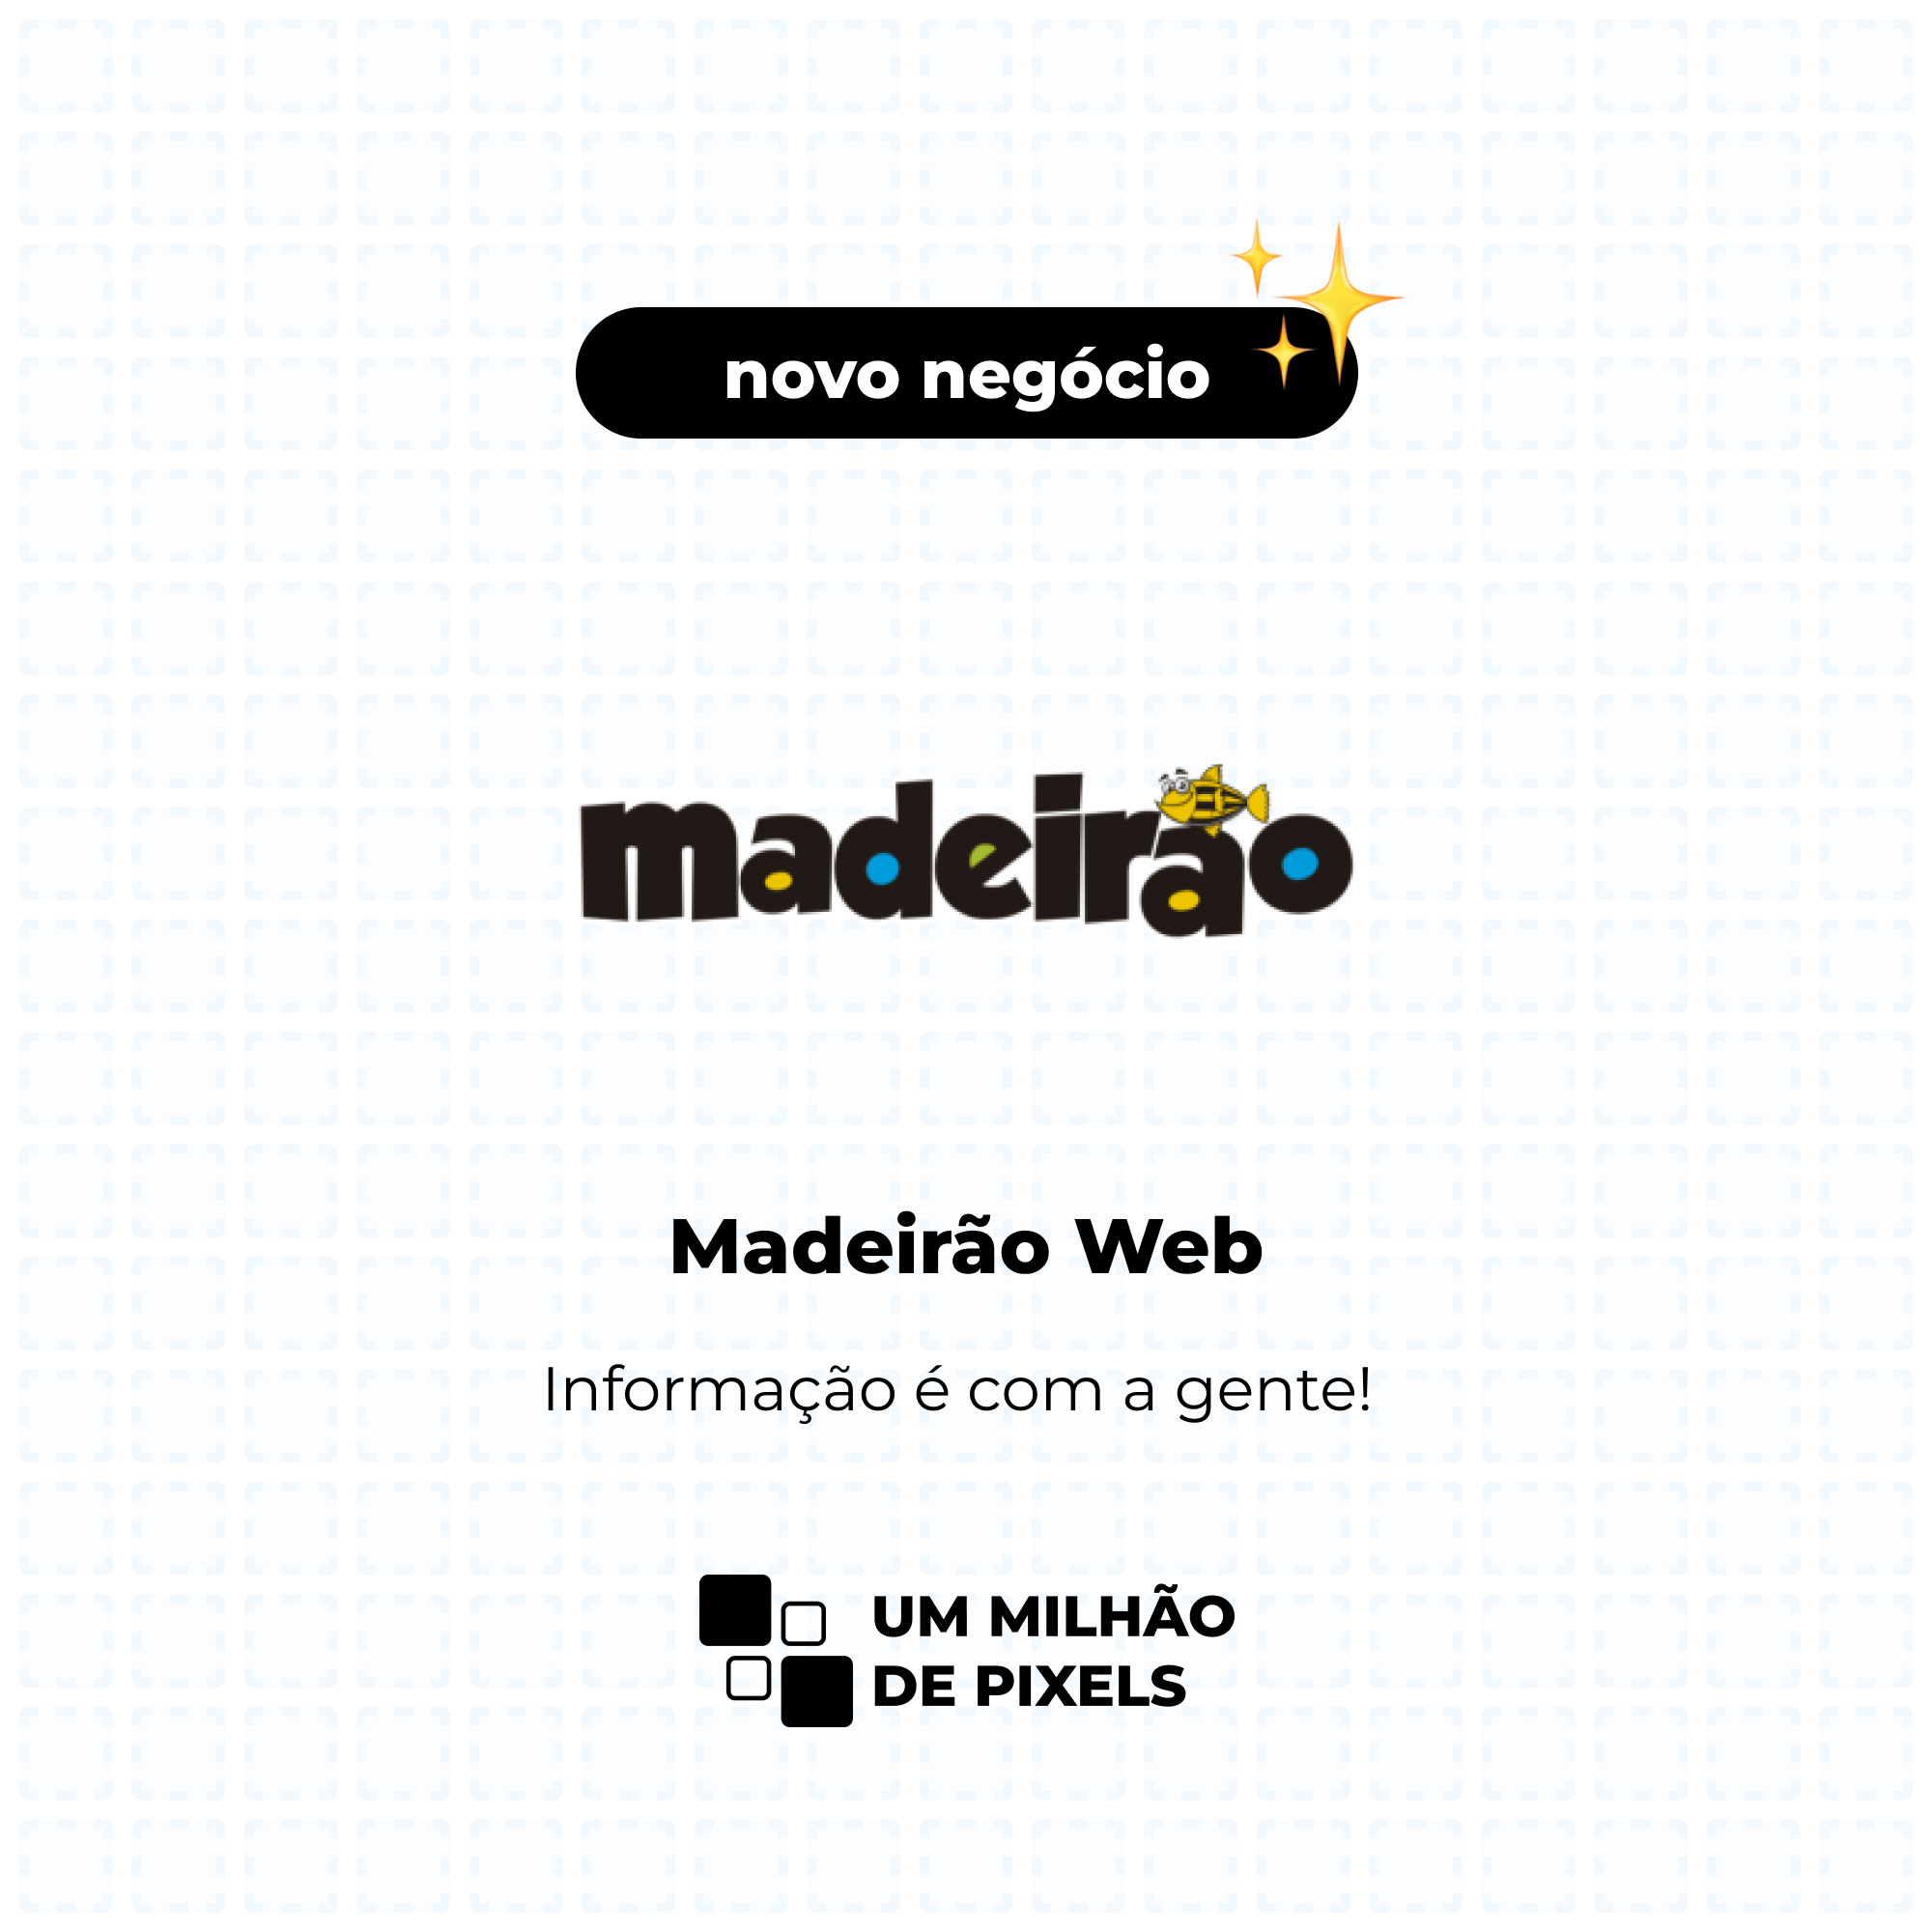 novo negócio
madeirão
Madeirão Web
Informação é com a gente!
UM MILHÃO
DE PIXELS